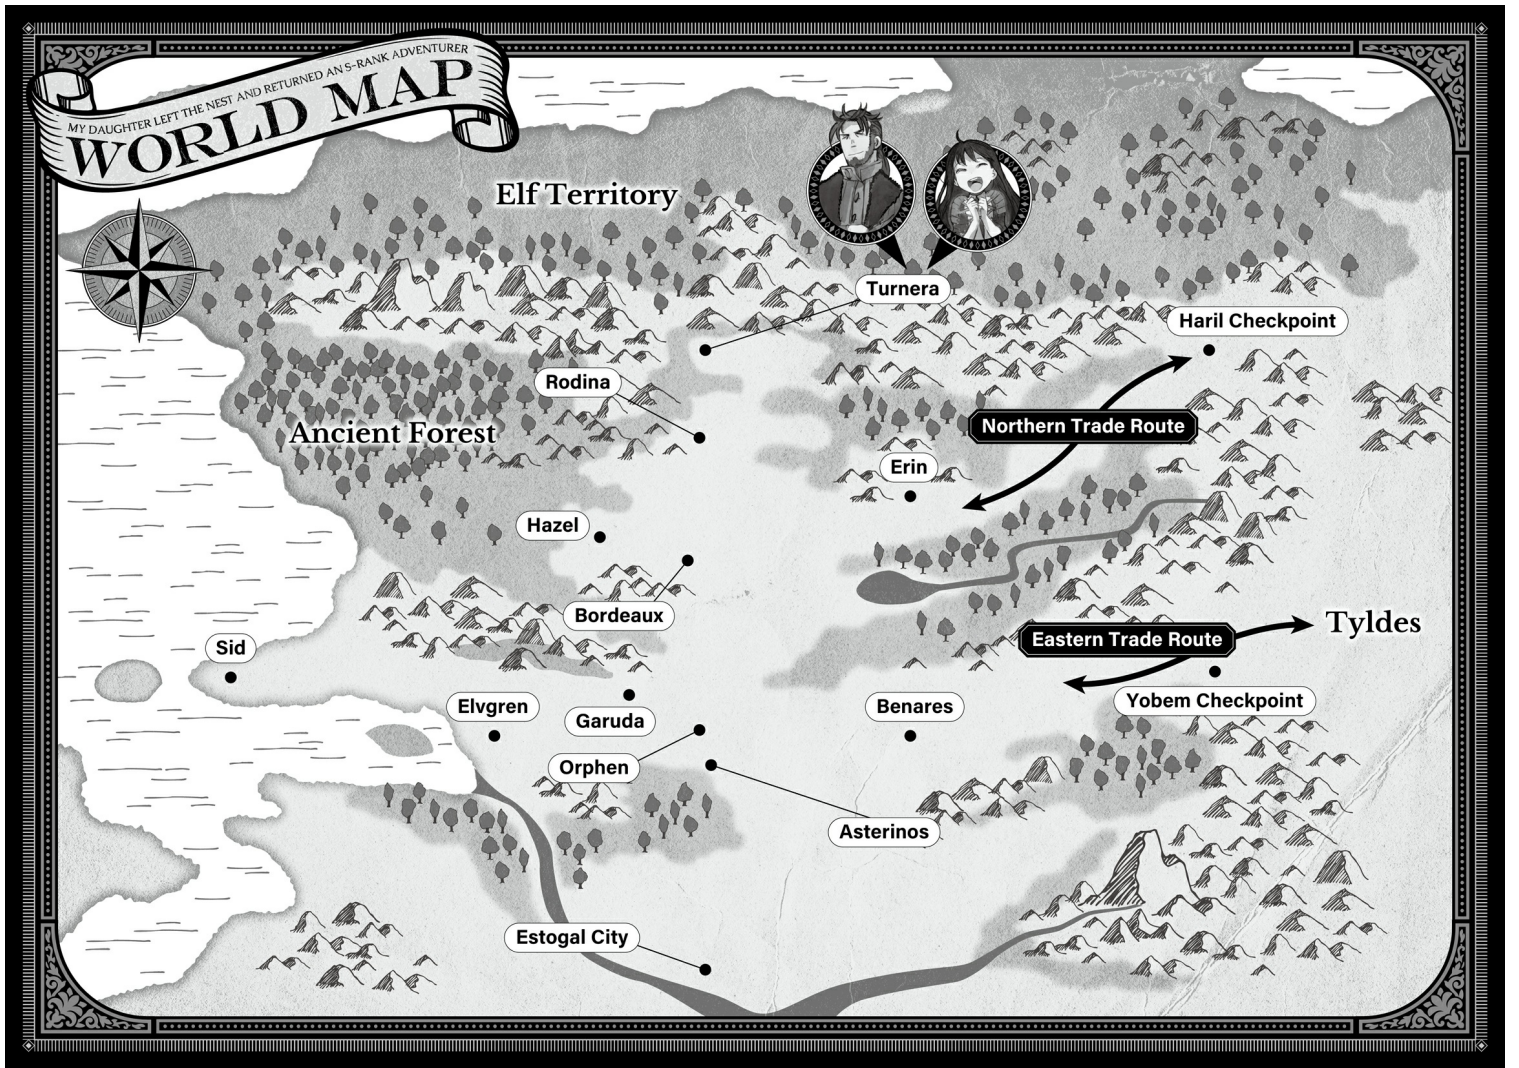 MY DAUGHTER LEFT THE NEST AND RETURNED AN S-RANK ADVENTURER
WORLD MAP
Elf Territory
Turnera
Haril Checkpoint
Rodina
Northern Trade Route
Ancient Forest
Erin
Hazel
Bordeaux
Tyldes
Eastern Trade Route
Sid
Yobem Checkpoint
Elvgren
Garuda
Benares
Orphen
Asterinos
Estogal City